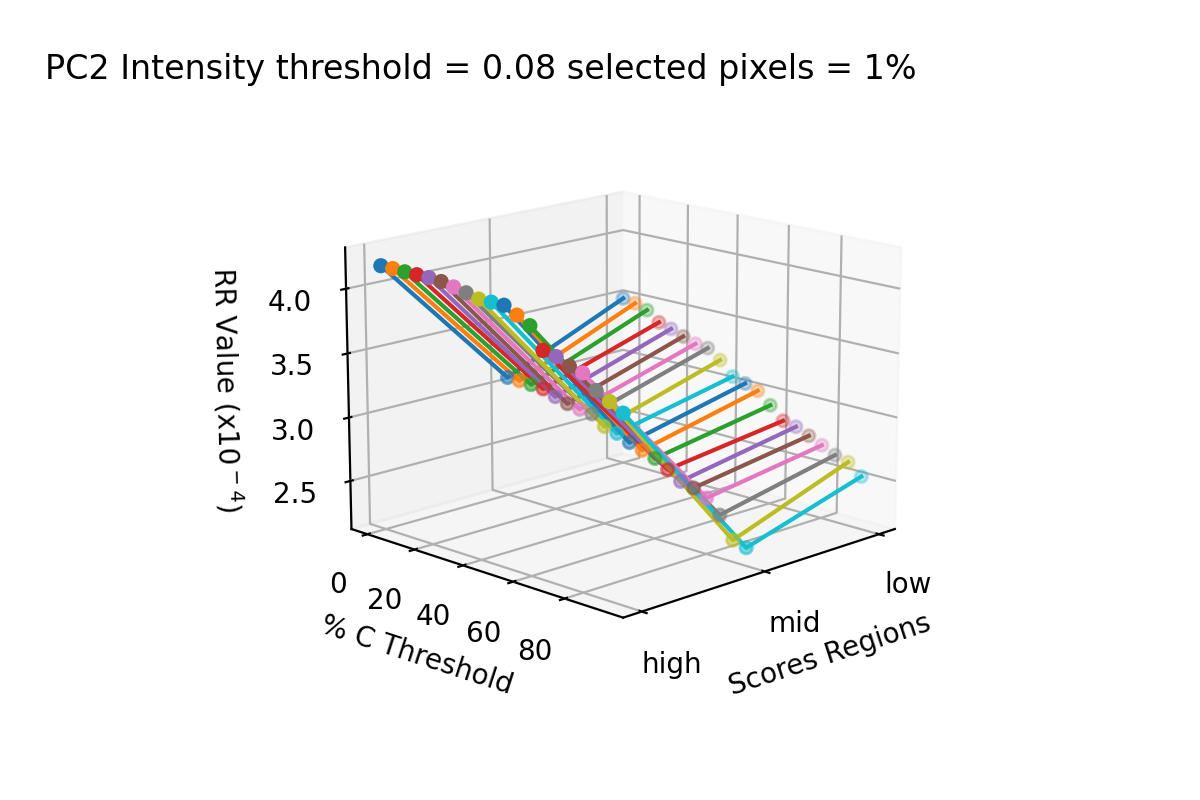 PC2 Intensity threshold = 0.08 selected pixels = 1%
RR Value (x10⁻⁴)
4.0
3.5
3.0
2.5
0
20
40
60
80
% C Threshold
high
mid
low
Scores Regions